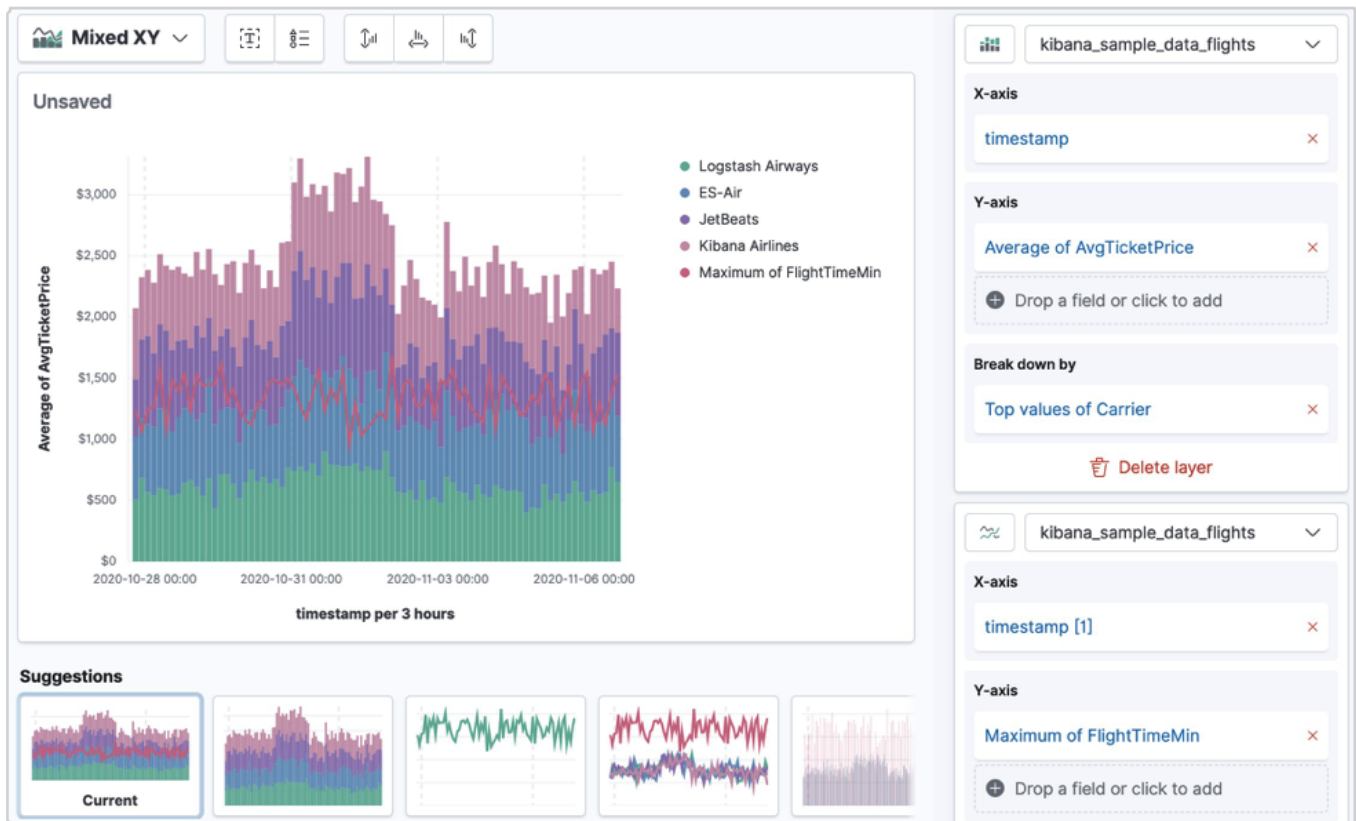 Mixed XY
Unsaved
Average of AvgTicketPrice
$3,000
$2,500
$2,000
$1,500
$1,000
$500
$0
2020-10-28 00:00
2020-10-31 00:00
2020-11-03 00:00
2020-11-06 00:00
timestamp per 3 hours
Logstash Airways
ES-Air
JetBeats
Kibana Airlines
Maximum of FlightTimeMin
Suggestions
Current
kibana_sample_data_flights
X-axis
timestamp
Y-axis
Average of AvgTicketPrice
Drop a field or click to add
Break down by
Top values of Carrier
Delete layer
kibana_sample_data_flights
X-axis
timestamp [1]
Y-axis
Maximum of FlightTimeMin
Drop a field or click to add